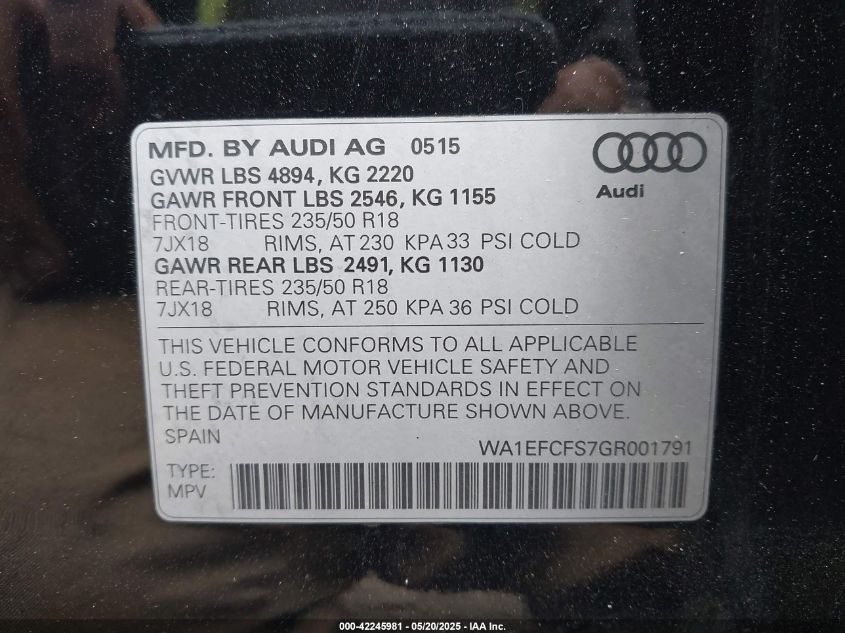 MFD. BY AUDI AG 0515
GVWR LBS 4894, KG 2220
GAWR FRONT LBS 2546, KG 1155
FRONT-TIRES 235/50 R18
7JX18 RIMS, AT 230 KPA 33 PSI COLD
GAWR REAR LBS 2491, KG 1130
REAR-TIRES 235/50 R18
7JX18 RIMS, AT 250 KPA 36 PSI COLD
Audi
THIS VEHICLE CONFORMS TO ALL APPLICABLE
U.S. FEDERAL MOTOR VEHICLE SAFETY AND
THEFT PREVENTION STANDARDS IN EFFECT ON
THE DATE OF MANUFACTURE SHOWN ABOVE.
SPAIN
WA1EFCFS7GR001791
TYPE:
MPV
000-42245981 - 05/20/2025 - IAA Inc.